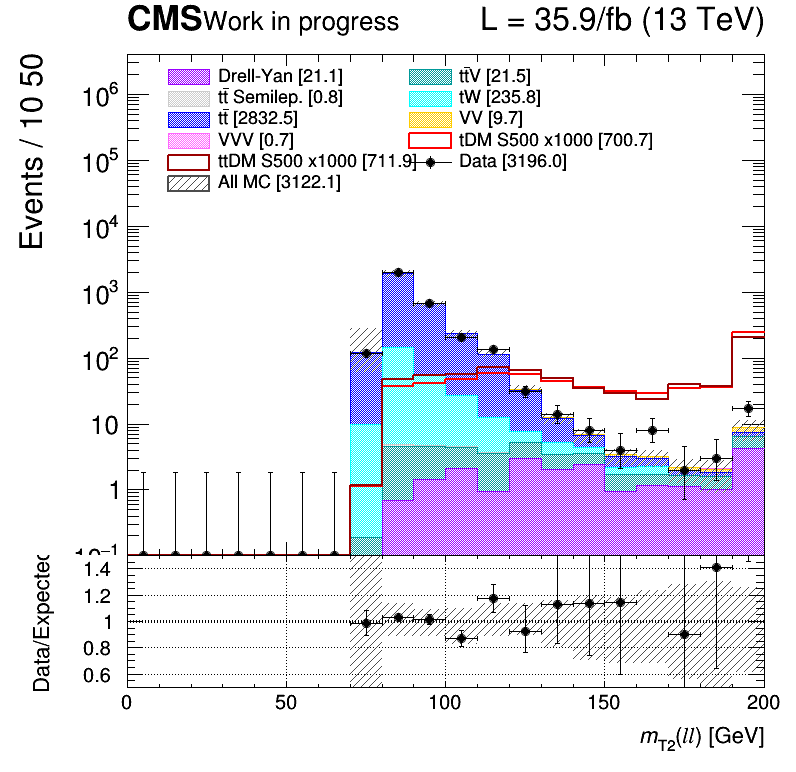 CMS Work in progress L = 35.9/fb (13 TeV)
Events / 10 50
Drell-Yan [21.1] tt̄V [21.5]
tt̄ Semilep. [0.8] tW [235.8]
tt̄ [2832.5] VV [9.7]
VVV [0.7] tDM S500 x1000 [700.7]
ttDM S500 x1000 [711.9] Data [3196.0]
All MC [3122.1]
10⁶
10⁵
10⁴
10³
10²
10
1
10⁻¹
Data/Expected
1.4
1.2
1
0.8
0.6
0 50 100 150 200
m_T2(ll) [GeV]